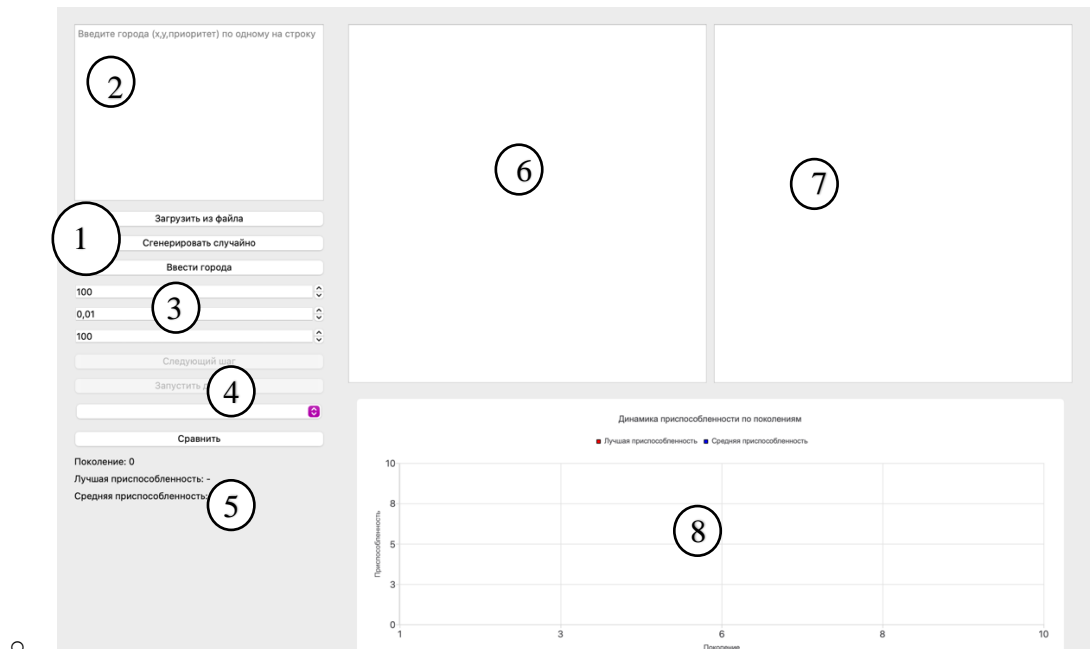 Введите города (x,y,приоритет) по одному на строку
2
Загрузить из файла
1
Сгенерировать случайно
Ввести города
100
3
0,01
100
Следующий шаг
Запустить
4
Сравнить
Поколение: 0
Лучшая приспособленность: -
Средняя приспособленность:
5
6
7
Динамика приспособленности по поколениям
Лучшая приспособленность Средняя приспособленность
10
8
5
3
0
Приспособленность
8
1 3 6 8 10
Поколение